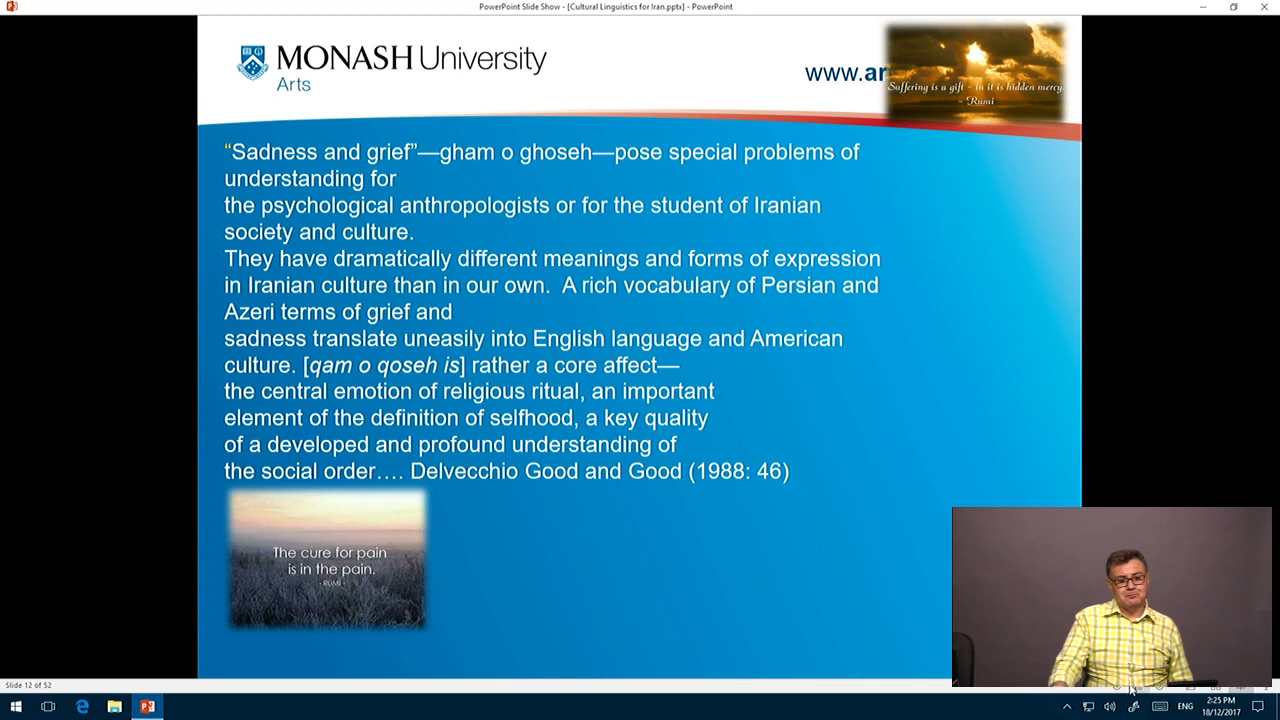 PowerPoint Slide Show - [Cultural Linguistics for Iran.pptx] - PowerPoint
MONASH University
Arts
www.ar
Suffering is a gift - in it is hidden mercy.
~ Rumi
“Sadness and grief”—gham o ghoseh—pose special problems of
understanding for
the psychological anthropologists or for the student of Iranian
society and culture.
They have dramatically different meanings and forms of expression
in Iranian culture than in our own. A rich vocabulary of Persian and
Azeri terms of grief and
sadness translate uneasily into English language and American
culture. [qam o qoseh is] rather a core affect—
the central emotion of religious ritual, an important
element of the definition of selfhood, a key quality
of a developed and profound understanding of
the social order…. Delvecchio Good and Good (1988: 46)
The cure for pain
is in the pain.
- RUMI -
Slide 12 of 52
ENG
2:25 PM
18/12/2017